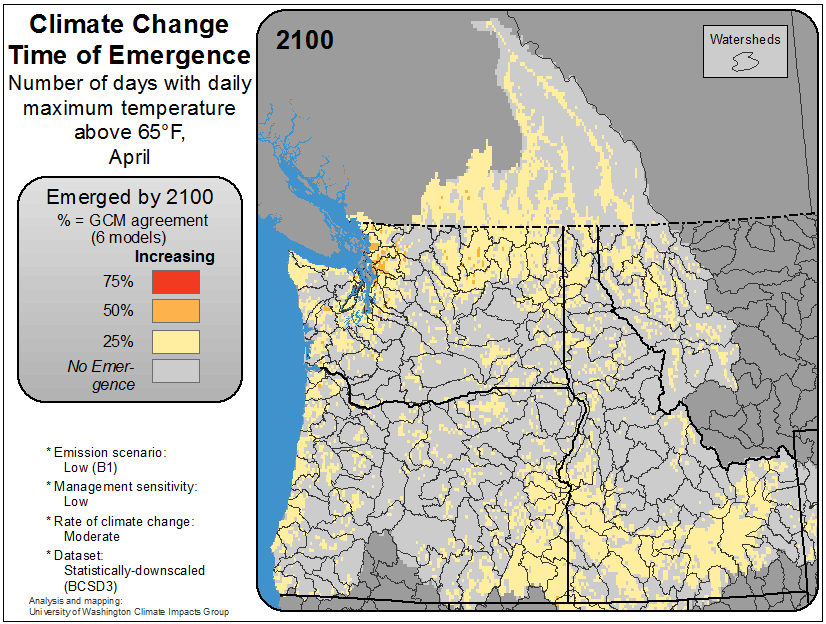 Climate Change
Time of Emergence
Number of days with daily
maximum temperature
above 65°F,
April
Emerged by 2100
% = GCM agreement
(6 models)
Increasing
75%
50%
25%
No Emer-
gence
* Emission scenario:
Low (B1)
* Management sensitivity:
Low
* Rate of climate change:
Moderate
* Dataset:
Statistically-downscaled
(BCSD3)
Analysis and mapping:
University of Washington Climate Impacts Group
2100
Watersheds